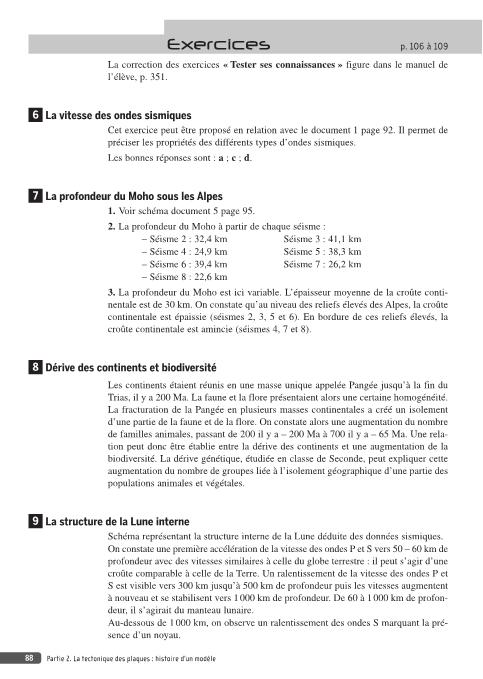 Exercices
p. 106 à 109
La correction des exercices « Tester ses connaissances » figure dans le manuel de
l'élève, p. 351.
6 La vitesse des ondes sismiques
Cet exercice peut être proposé en relation avec le document 1 page 92. Il permet de
préciser les propriétés des différents types d'ondes sismiques.
Les bonnes réponses sont : a ; c ; d.
7 La profondeur du Moho sous les Alpes
1. Voir schéma document 5 page 95.
2. La profondeur du Moho à partir de chaque séisme :
– Séisme 2 : 32,4 km Séisme 3 : 41,1 km
– Séisme 4 : 24,9 km Séisme 5 : 38,3 km
– Séisme 6 : 39,4 km Séisme 7 : 26,2 km
– Séisme 8 : 22,6 km
3. La profondeur du Moho est ici variable. L'épaisseur moyenne de la croûte conti-
nentale est de 30 km. On constate qu'au niveau des reliefs élevés des Alpes, la croûte
continentale est épaissie (séismes 2, 3, 5 et 6). En bordure de ces reliefs élevés, la
croûte continentale est amincie (séismes 4, 7 et 8).
8 Dérive des continents et biodiversité
Les continents étaient réunis en une masse unique appelée Pangée jusqu'à la fin du
Trias, il y a 200 Ma. La faune et la flore présentaient alors une certaine homogénéité.
La fracturation de la Pangée en plusieurs masses continentales a créé un isolement
d'une partie de la faune et de la flore. On constate alors une augmentation du nombre
de familles animales, passant de 200 il y a – 200 Ma à 700 il y a – 65 Ma. Une rela-
tion peut donc être établie entre la dérive des continents et une augmentation de la
biodiversité. La dérive génétique, étudiée en classe de Seconde, peut expliquer cette
augmentation du nombre de groupes liée à l'isolement géographique d'une partie des
populations animales et végétales.
9 La structure de la Lune interne
Schéma représentant la structure interne de la Lune déduite des données sismiques.
On constate une première accélération de la vitesse des ondes P et S vers 50 – 60 km de
profondeur avec des vitesses similaires à celle du globe terrestre : il peut s'agir d'une
croûte comparable à celle de la Terre. Un ralentissement de la vitesse des ondes P et
S est visible vers 300 km jusqu'à 500 km de profondeur puis les vitesses augmentent
à nouveau et se stabilisent vers 1 000 km de profondeur. De 60 à 1 000 km de profon-
deur, il s'agirait du manteau lunaire.
Au-dessous de 1 000 km, on observe un ralentissement des ondes S marquant la pré-
sence d'un noyau.
88 Partie 2. La tectonique des plaques : histoire d'un modèle